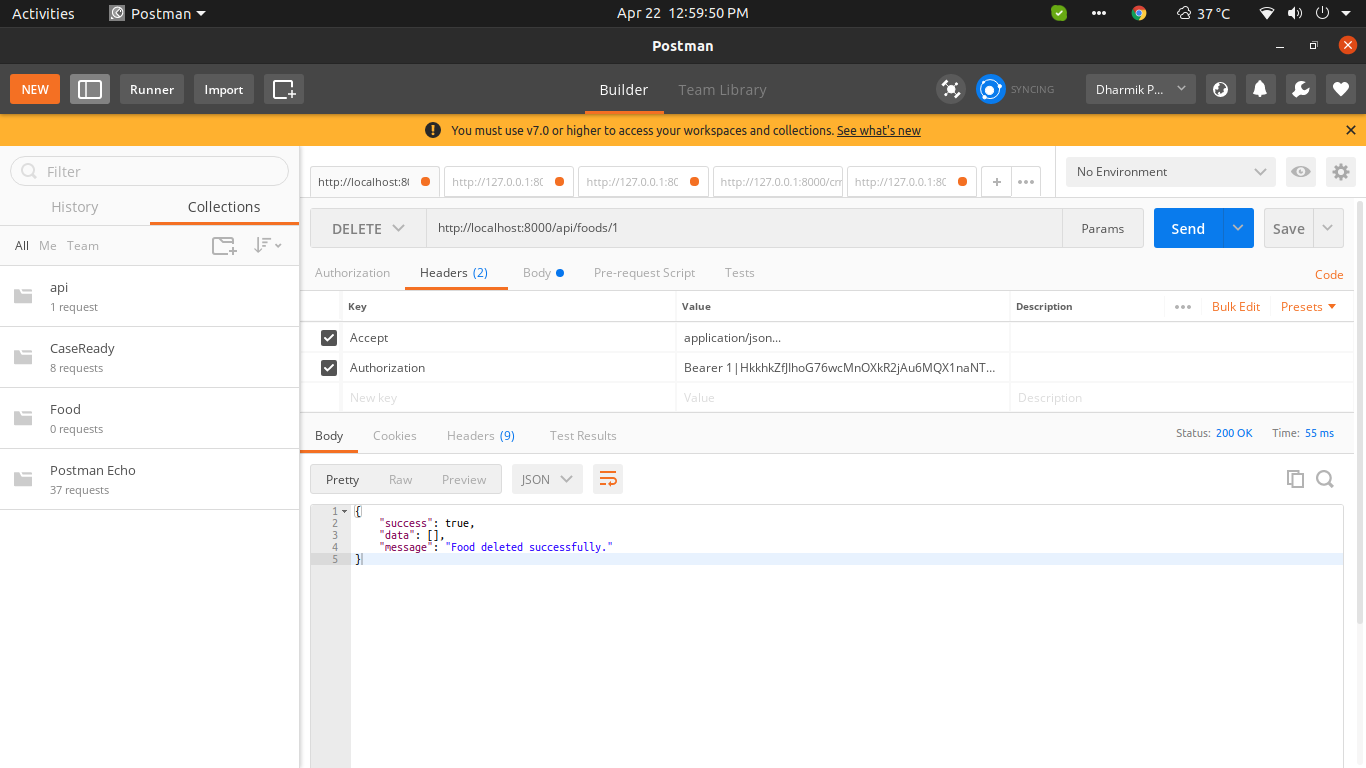 Activities Postman Apr 22 12:59:50 PM 37 °C
Postman
NEW Runner Import Builder Team Library SYNCING Dharmik P...
You must use v7.0 or higher to access your workspaces and collections. See what's new
Filter
History Collections
All Me Team
api
1 request
CaseReady
8 requests
Food
0 requests
Postman Echo
37 requests
http://localhost:80 http://127.0.0.1:80 http://127.0.0.1:80 http://127.0.0.1:8000/crr http://127.0.0.1:80 + ••• No Environment
DELETE http://localhost:8000/api/foods/1 Params Send Save
Authorization Headers (2) Body Pre-request Script Tests Code
Key Value Description ••• Bulk Edit Presets
Accept application/json...
Authorization Bearer 1|HkkhkZfJlhoG76wcMnOXkR2jAu6MQX1naNT...
New key Value Description
Body Cookies Headers (9) Test Results Status: 200 OK Time: 55 ms
Pretty Raw Preview JSON
1 {
2 "success": true,
3 "data": [],
4 "message": "Food deleted successfully."
5 }